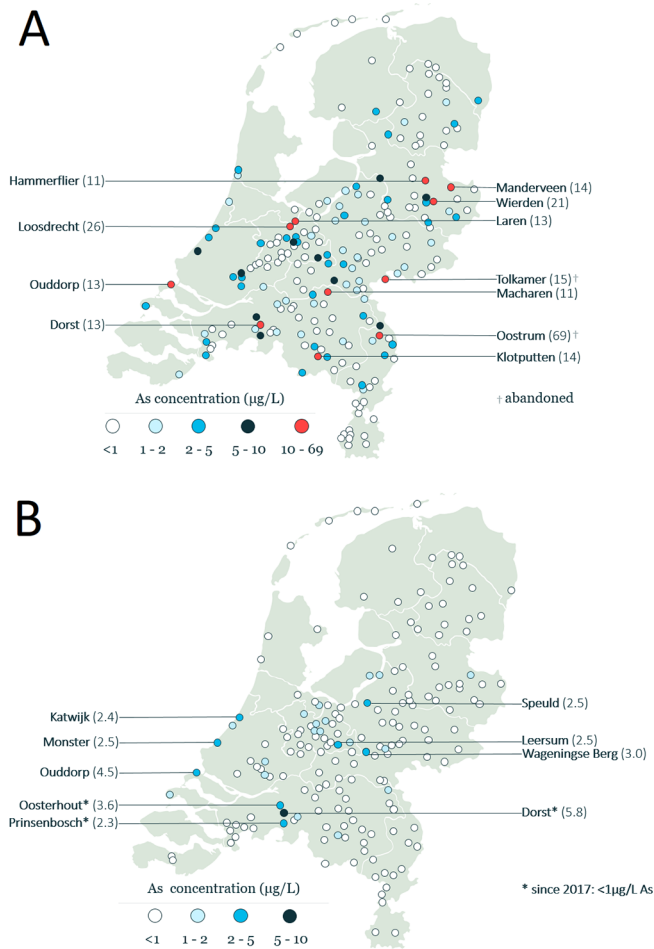 A
Hammerflier (11)
Manderveen (14)
Wierden (21)
Loosdrecht (26)
Laren (13)
Ouddorp (13)
Tolkamer (15)†
Macharen (11)
Dorst (13)
Oostrum (69)†
Klotputten (14)
† abandoned
As concentration (µg/L)
<1 1 - 2 2 - 5 5 - 10 10 - 69
B
Katwijk (2.4)
Speuld (2.5)
Monster (2.5)
Leersum (2.5)
Wageningse Berg (3.0)
Ouddorp (4.5)
Oosterhout* (3.6)
Dorst* (5.8)
Prinsenbosch* (2.3)
As concentration (µg/L)
* since 2017: <1µg/L As
<1 1 - 2 2 - 5 5 - 10